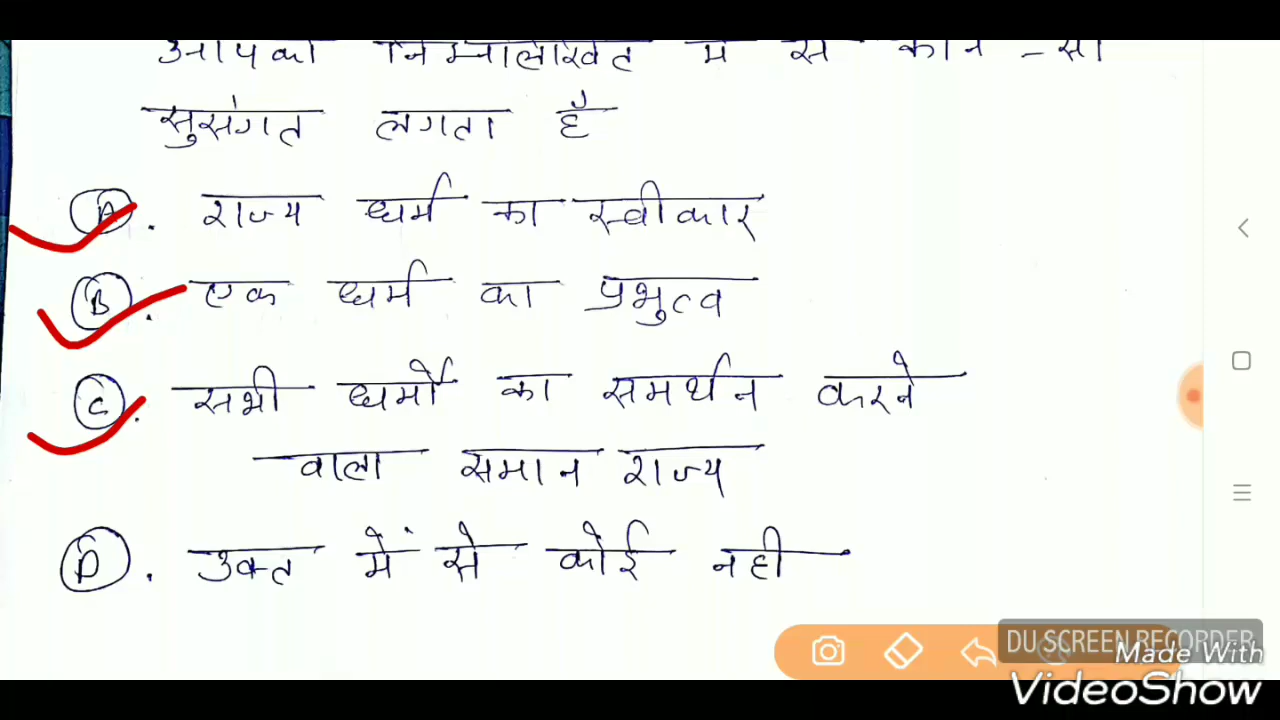 आपको निम्नलिखित में से कौन - सा
सुसंगत लगता है
A. राज्य धर्म का स्वीकार
B. एक धर्म का प्रभुत्व
C. सभी धर्मों का समर्थन करने
वाला समान राज्य
D. उक्त में से कोई नही
DU SCREEN RECORDER
Made With
VideoShow